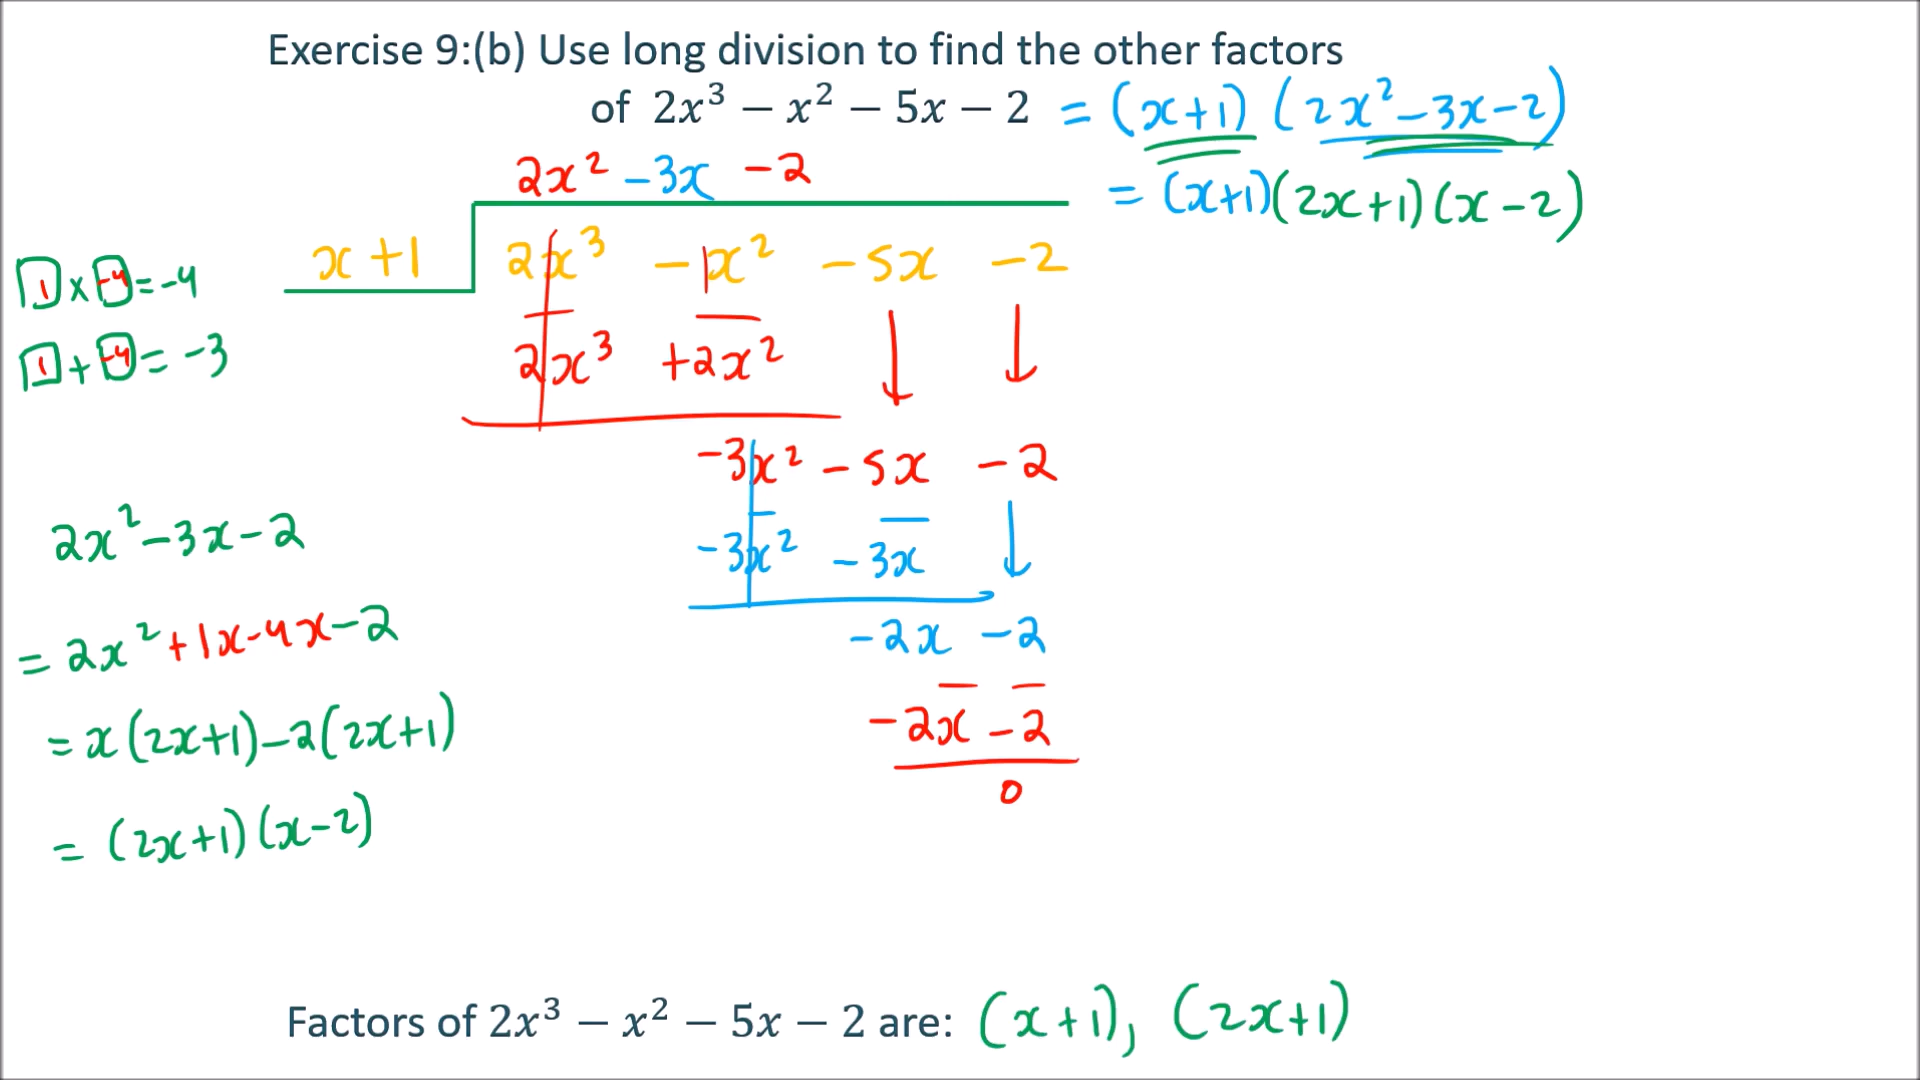 Exercise 9:(b) Use long division to find the other factors
of 2x³ − x² − 5x − 2 = (x+1) (2x²−3x−2)
= (x+1)(2x+1)(x−2)
2x² −3x −2
x +1 2x³ −1x² −5x −2
2x³ +2x²
−3x² −5x −2
−3x² −3x
−2x −2
−2x −2
0
1 × −4 = −4
1 + −4 = −3
2x²−3x−2
= 2x²+1x−4x−2
= x(2x+1)−2(2x+1)
= (2x+1)(x−2)
Factors of 2x³ − x² − 5x − 2 are: (x+1), (2x+1)